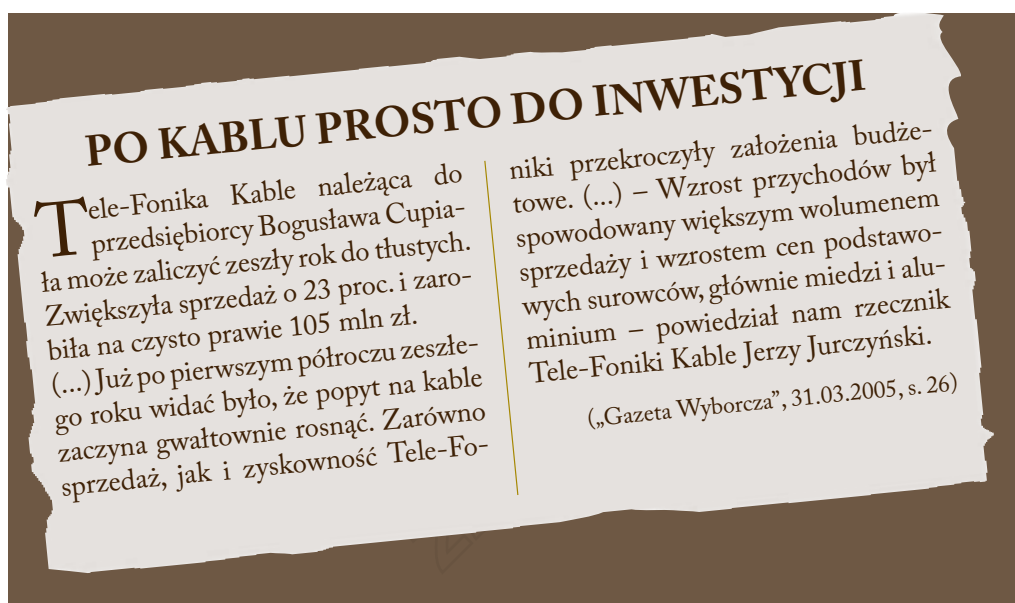 PO KABLU PROSTO DO INWESTYCJI
Tele-Fonika Kable należąca do
przedsiębiorcy Bogusława Cupia-
ła może zaliczyć zeszły rok do tłustych.
Zwiększyła sprzedaż o 23 proc. i zaro-
biła na czysto prawie 105 mln zł.
(...) Już po pierwszym półroczu zeszłe-
go roku widać było, że popyt na kable
zaczyna gwałtownie rosnąć. Zarówno
sprzedaż, jak i zyskowność Tele-Fo-
niki przekroczyły założenia budże-
towe. (...) – Wzrost przychodów był
spowodowany większym wolumenem
sprzedaży i wzrostem cen podstawo-
wych surowców, głównie miedzi i alu-
minium – powiedział nam rzecznik
Tele-Foniki Kable Jerzy Jurczyński.
(„Gazeta Wyborcza”, 31.03.2005, s. 26)